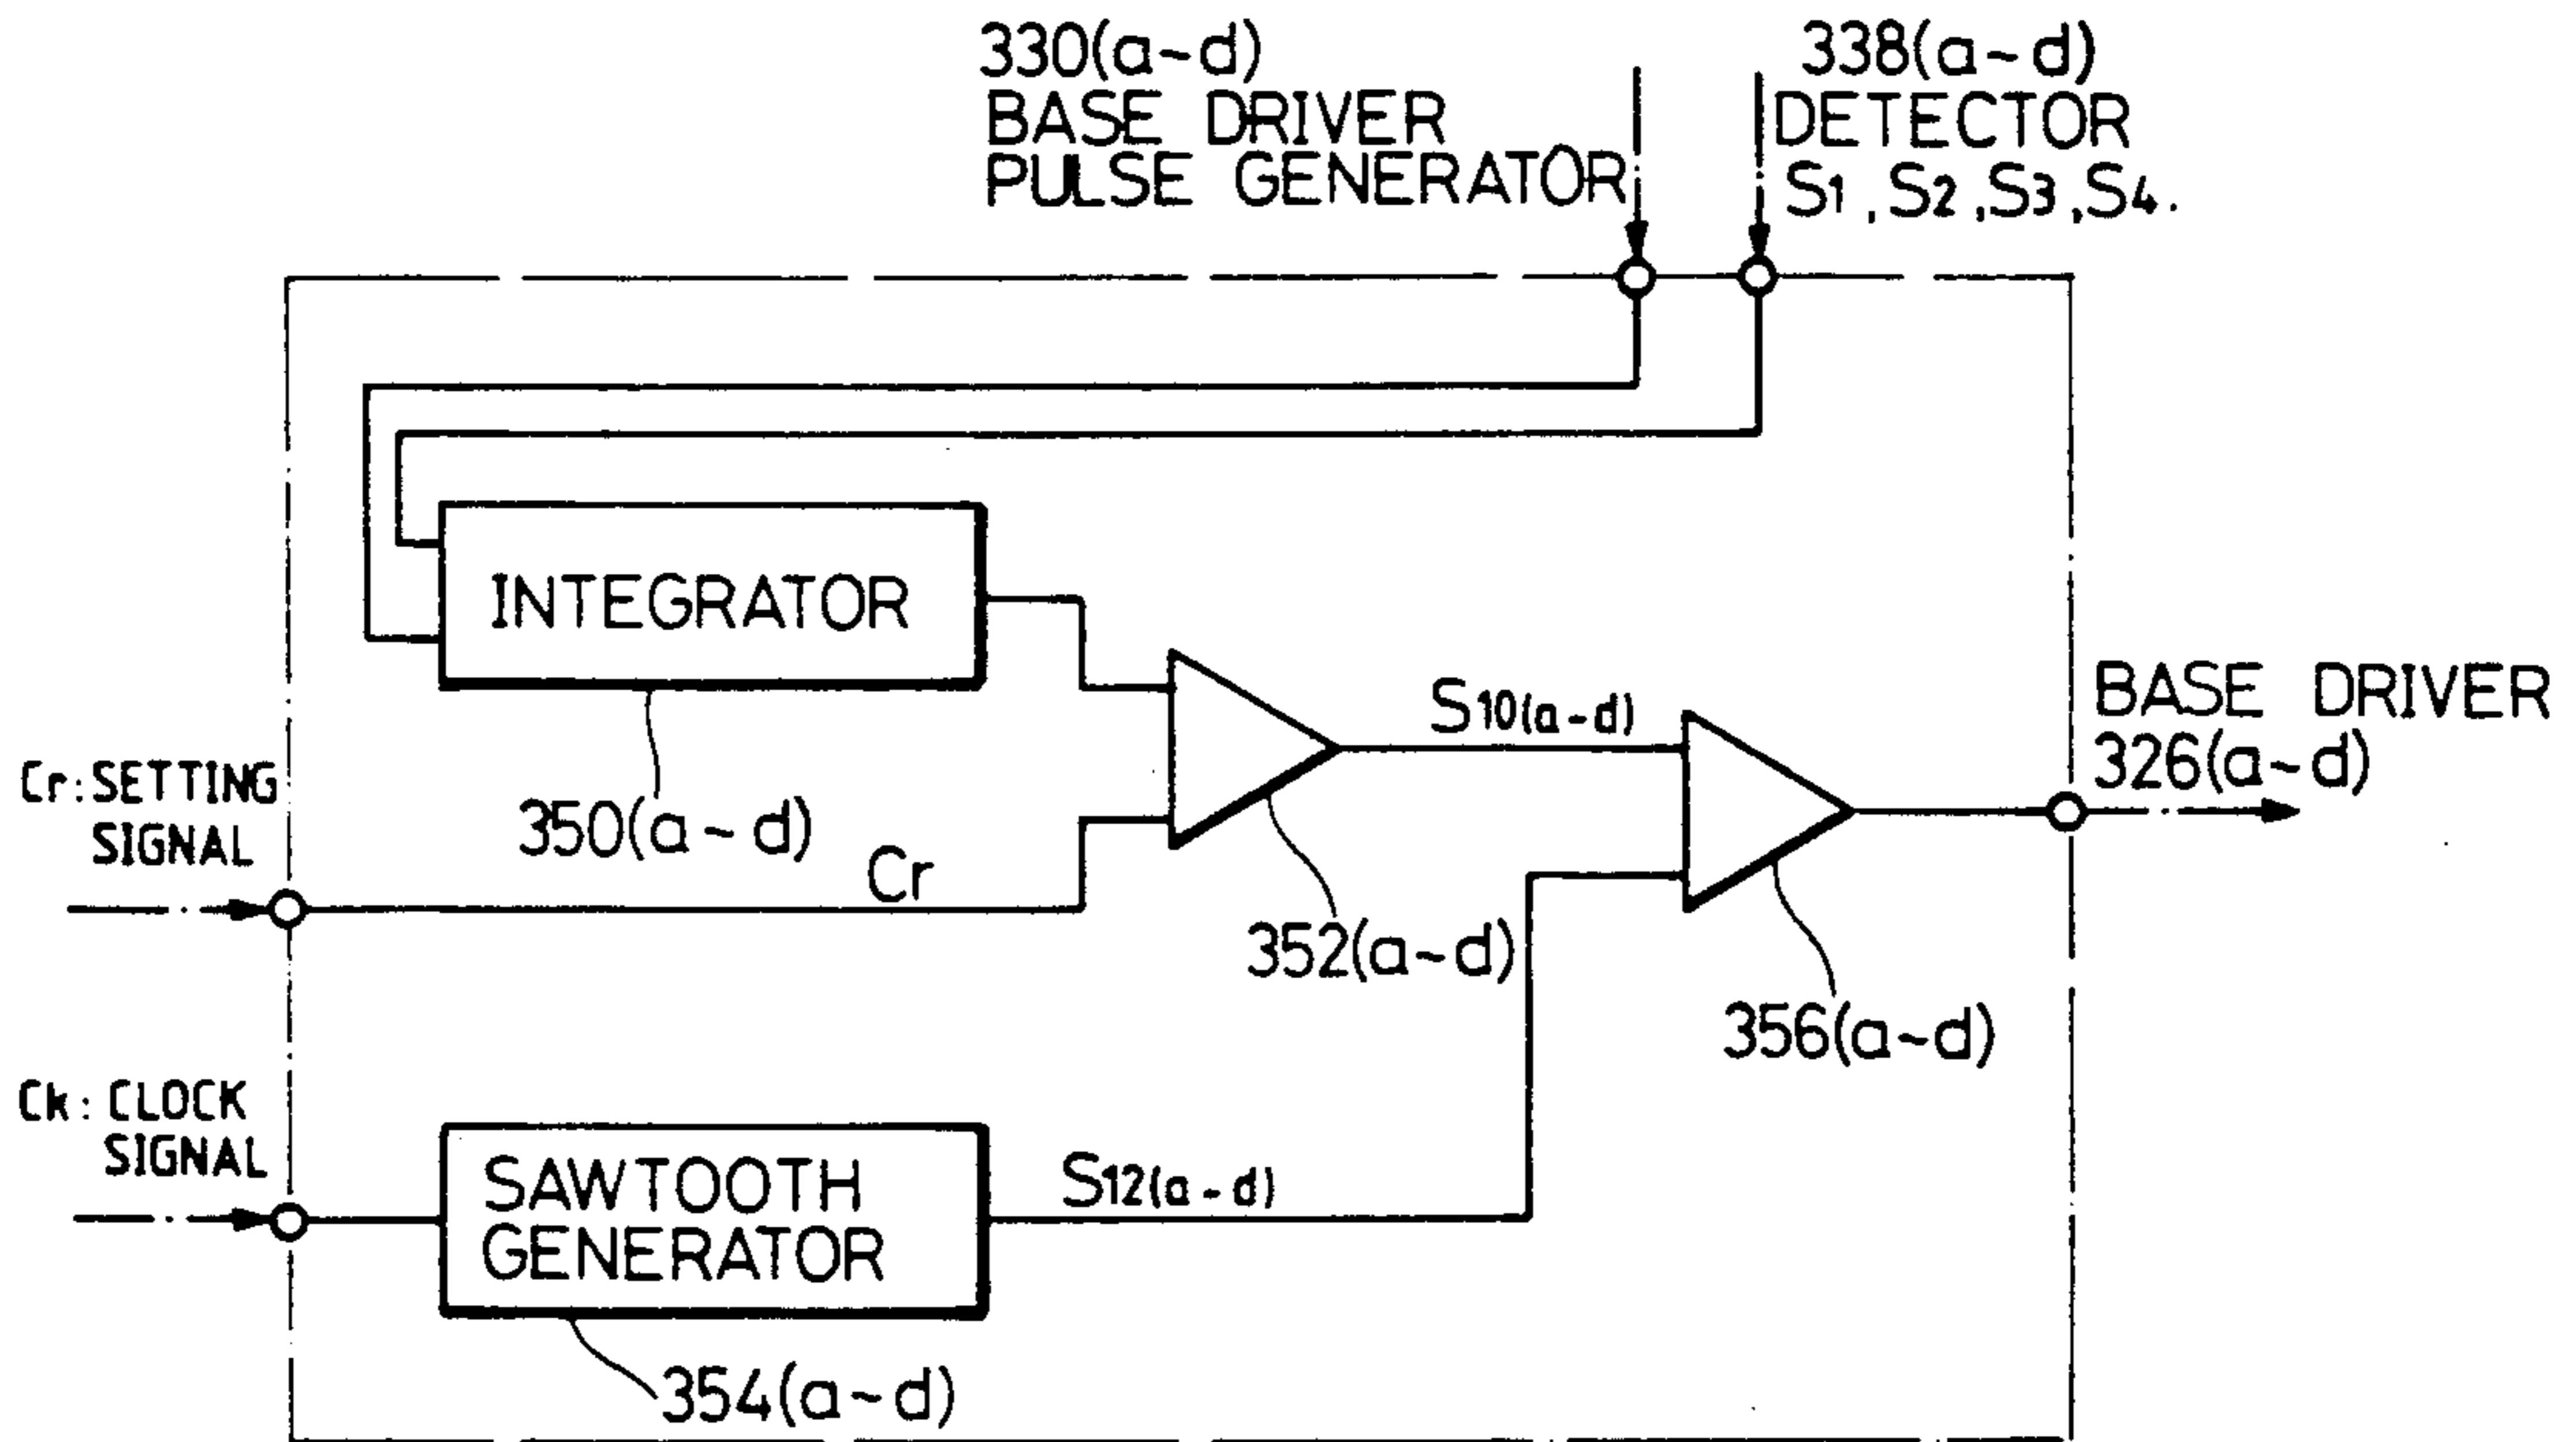 330(a~d)
BASE DRIVER
PULSE GENERATOR
338(a~d)
DETECTOR
S1, S2, S3, S4.
INTEGRATOR
350(a~d)
Cr: SETTING
SIGNAL
Cr
352(a~d)
S10(a-d)
BASE DRIVER
326(a~d)
356(a~d)
Ck: CLOCK
SIGNAL
SAWTOOTH
GENERATOR
S12(a-d)
354(a~d)